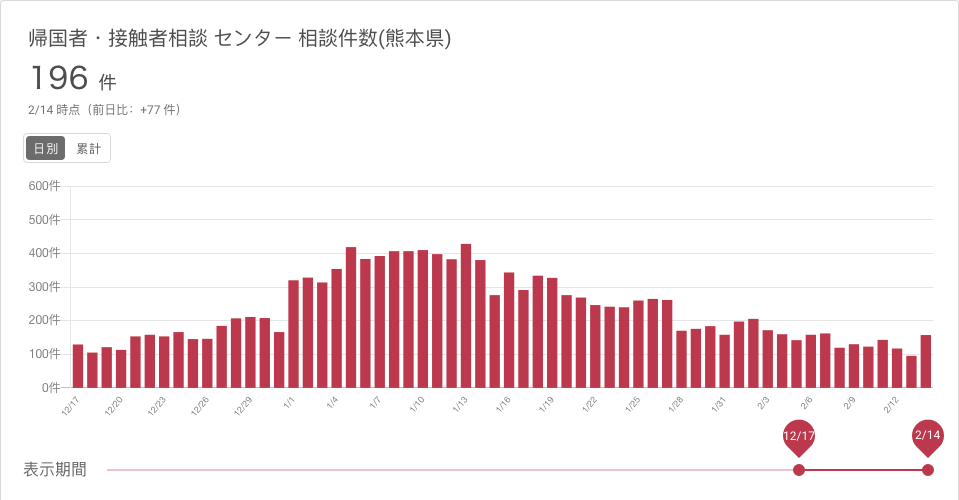 帰国者・接触者相談 センター 相談件数(熊本県)
196 件
2/14 時点（前日比：+77 件）
日別 累計
600件
500件
400件
300件
200件
100件
0件
12/17 12/20 12/23 12/26 12/29 1/1 1/4 1/7 1/10 1/13 1/16 1/19 1/22 1/25 1/28 1/31 2/3 2/6 2/9 2/12
12/17 2/14
表示期間